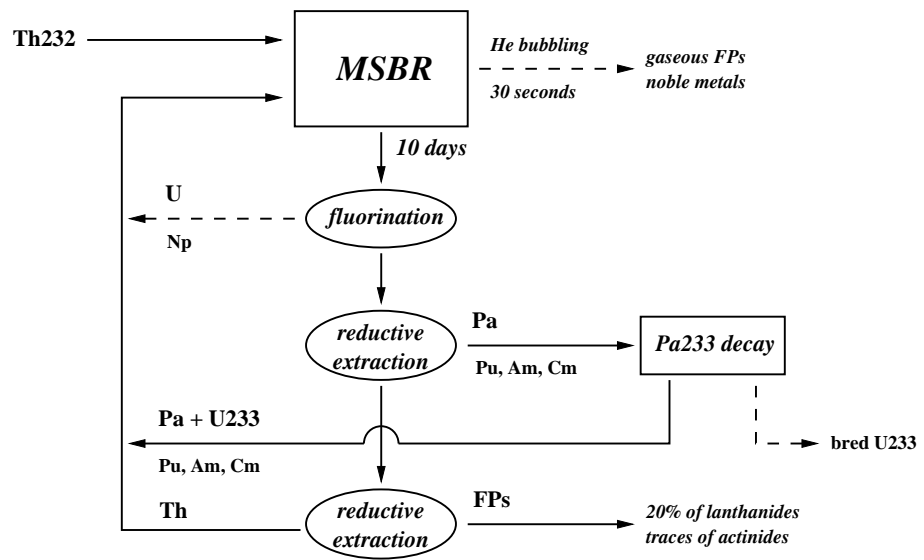 Th232
MSBR
He bubbling
30 seconds
gaseous FPs
noble metals
10 days
U
Np
fluorination
reductive
extraction
Pa
Pu, Am, Cm
Pa233 decay
Pa + U233
Pu, Am, Cm
bred U233
Th
reductive
extraction
FPs
20% of lanthanides
traces of actinides